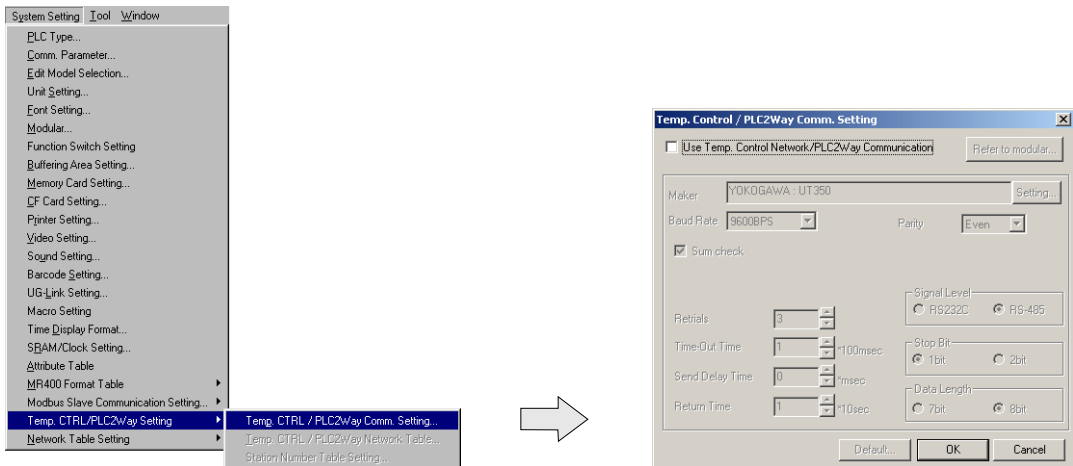 System Setting Tool Window
PLC Type...
Comm. Parameter...
Edit Model Selection...
Unit Setting...
Font Setting...
Modular...
Function Switch Setting
Buffering Area Setting...
Memory Card Setting...
CF Card Setting...
Printer Setting...
Video Setting...
Sound Setting...
Barcode Setting...
UG-Link Setting...
Macro Setting
Time Display Format...
SRAM/Clock Setting...
Attribute Table
MR400 Format Table
Modbus Slave Communication Setting...
Temp. CTRL/PLC2Way Setting
Network Table Setting
Temp. CTRL / PLC2Way Comm. Setting...
Temp. CTRL / PLC2Way Network Table...
Station Number Table Setting...
Temp. Control / PLC2Way Comm. Setting
Use Temp. Control Network/PLC2Way Communication
Refer to modular...
Maker YOKOGAWA : UT350 Setting...
Baud Rate 9600BPS Parity Even
Sum check
Signal Level
RS232C RS-485
Retrials 3
Stop Bit
Time-Out Time 1 *100msec
1bit 2bit
Send Delay Time 0 *msec
Data Length
Return Time 1 *10sec
7bit 8bit
Default... OK Cancel